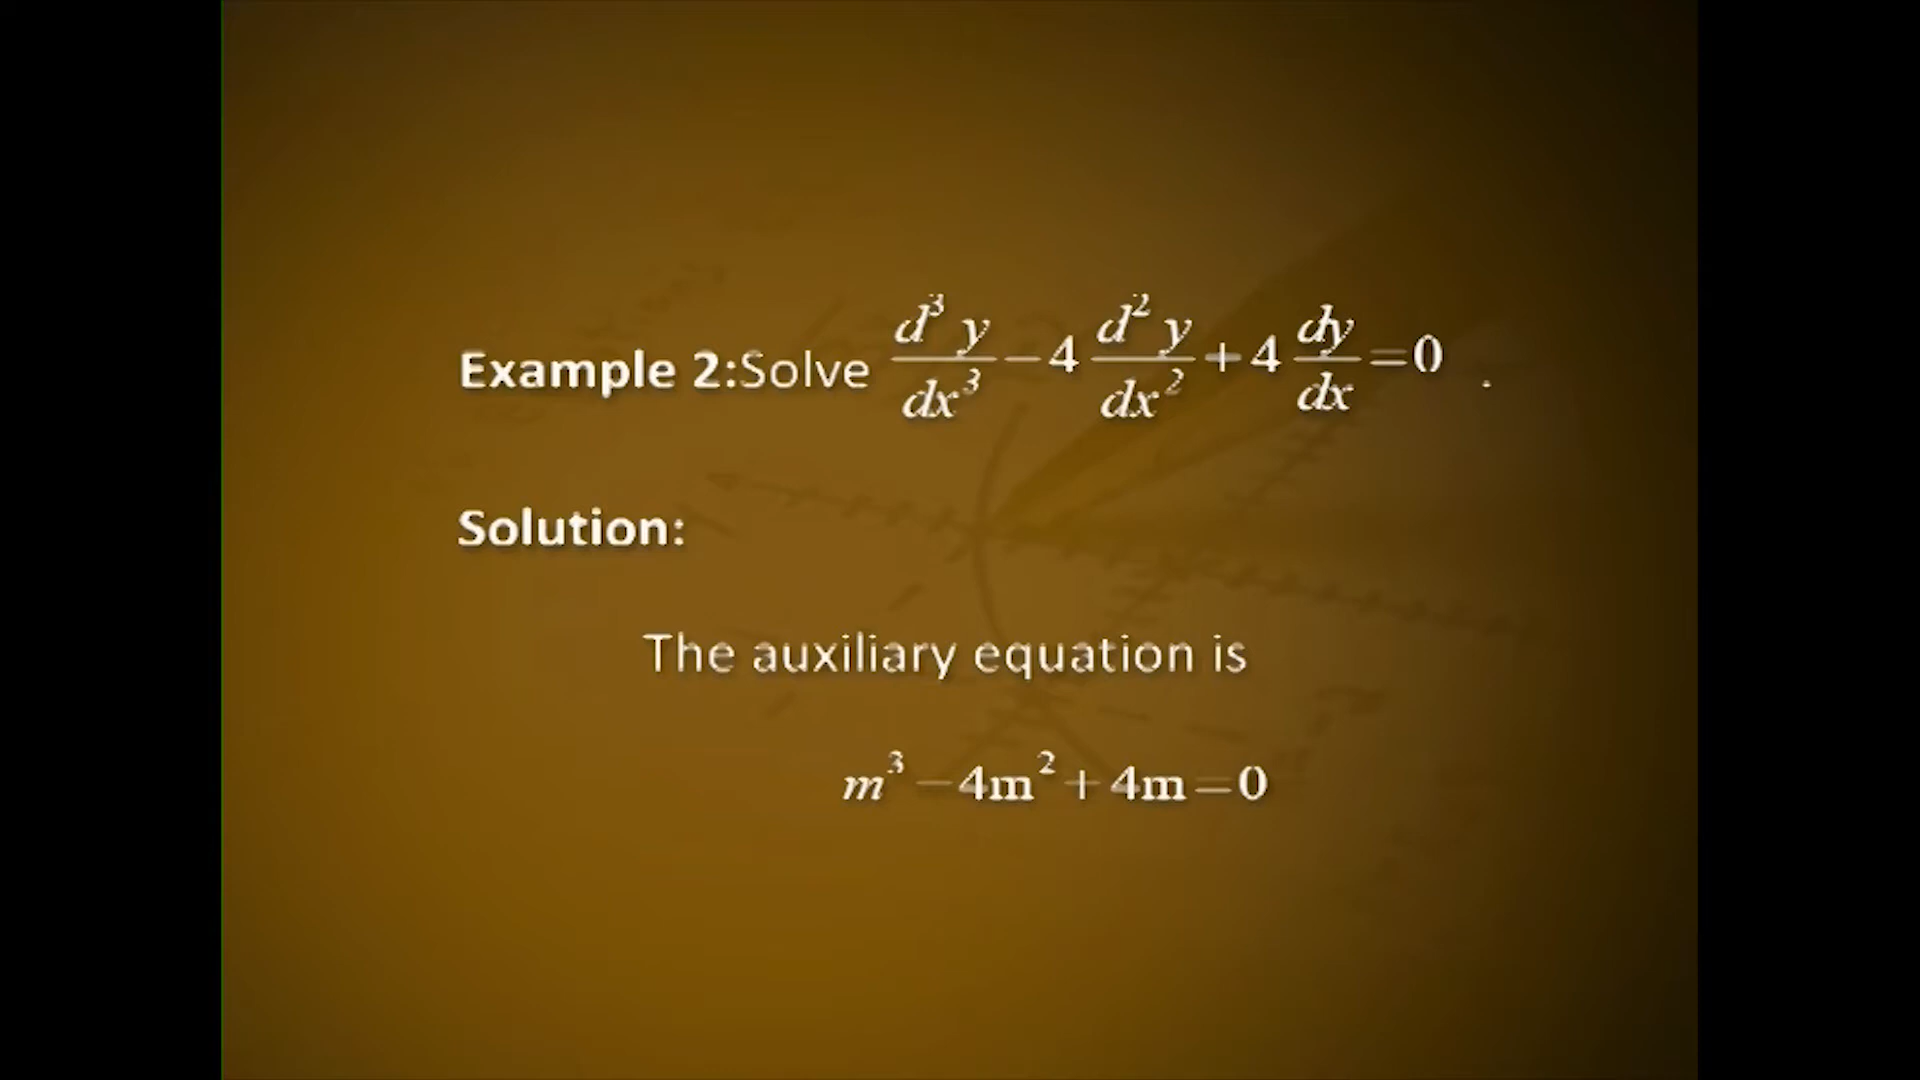 Example 2:Solve d³y/dx³ − 4 d²y/dx² + 4 dy/dx = 0 .
Solution:
The auxiliary equation is
m³ − 4m² + 4m = 0